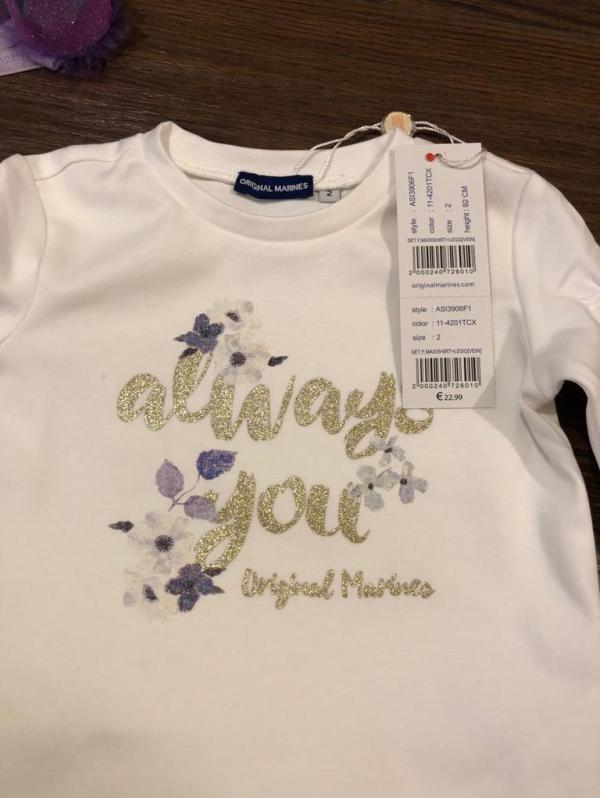 ORIGINAL MARINES
2
always
you
Original Marines
style : ASI3906F1
color : 11-4201TCX
size : 2
height: 92 CM
SET F.MAXISHIRT+LEGG[VEIN]
2 000240 726010
originalmarines.com
style : ASI3906F1
color : 11-4201TCX
size : 2
SET F.MAXISHIRT+LEGG[VEIN]
2 000240 726010
€ 22.99